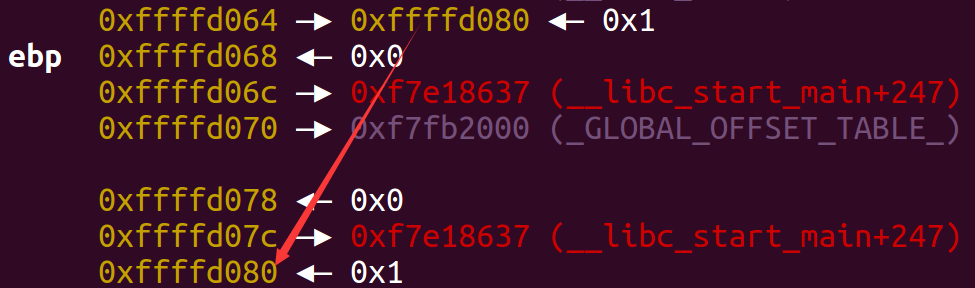 0xffffd064 —▸ 0xffffd080 ◂— 0x1
ebp 0xffffd068 ◂— 0x0
0xffffd06c —▸ 0xf7e18637 (__libc_start_main+247)
0xffffd070 —▸ 0xf7fb2000 (_GLOBAL_OFFSET_TABLE_)
0xffffd078 ◂— 0x0
0xffffd07c —▸ 0xf7e18637 (__libc_start_main+247)
0xffffd080 ◂— 0x1